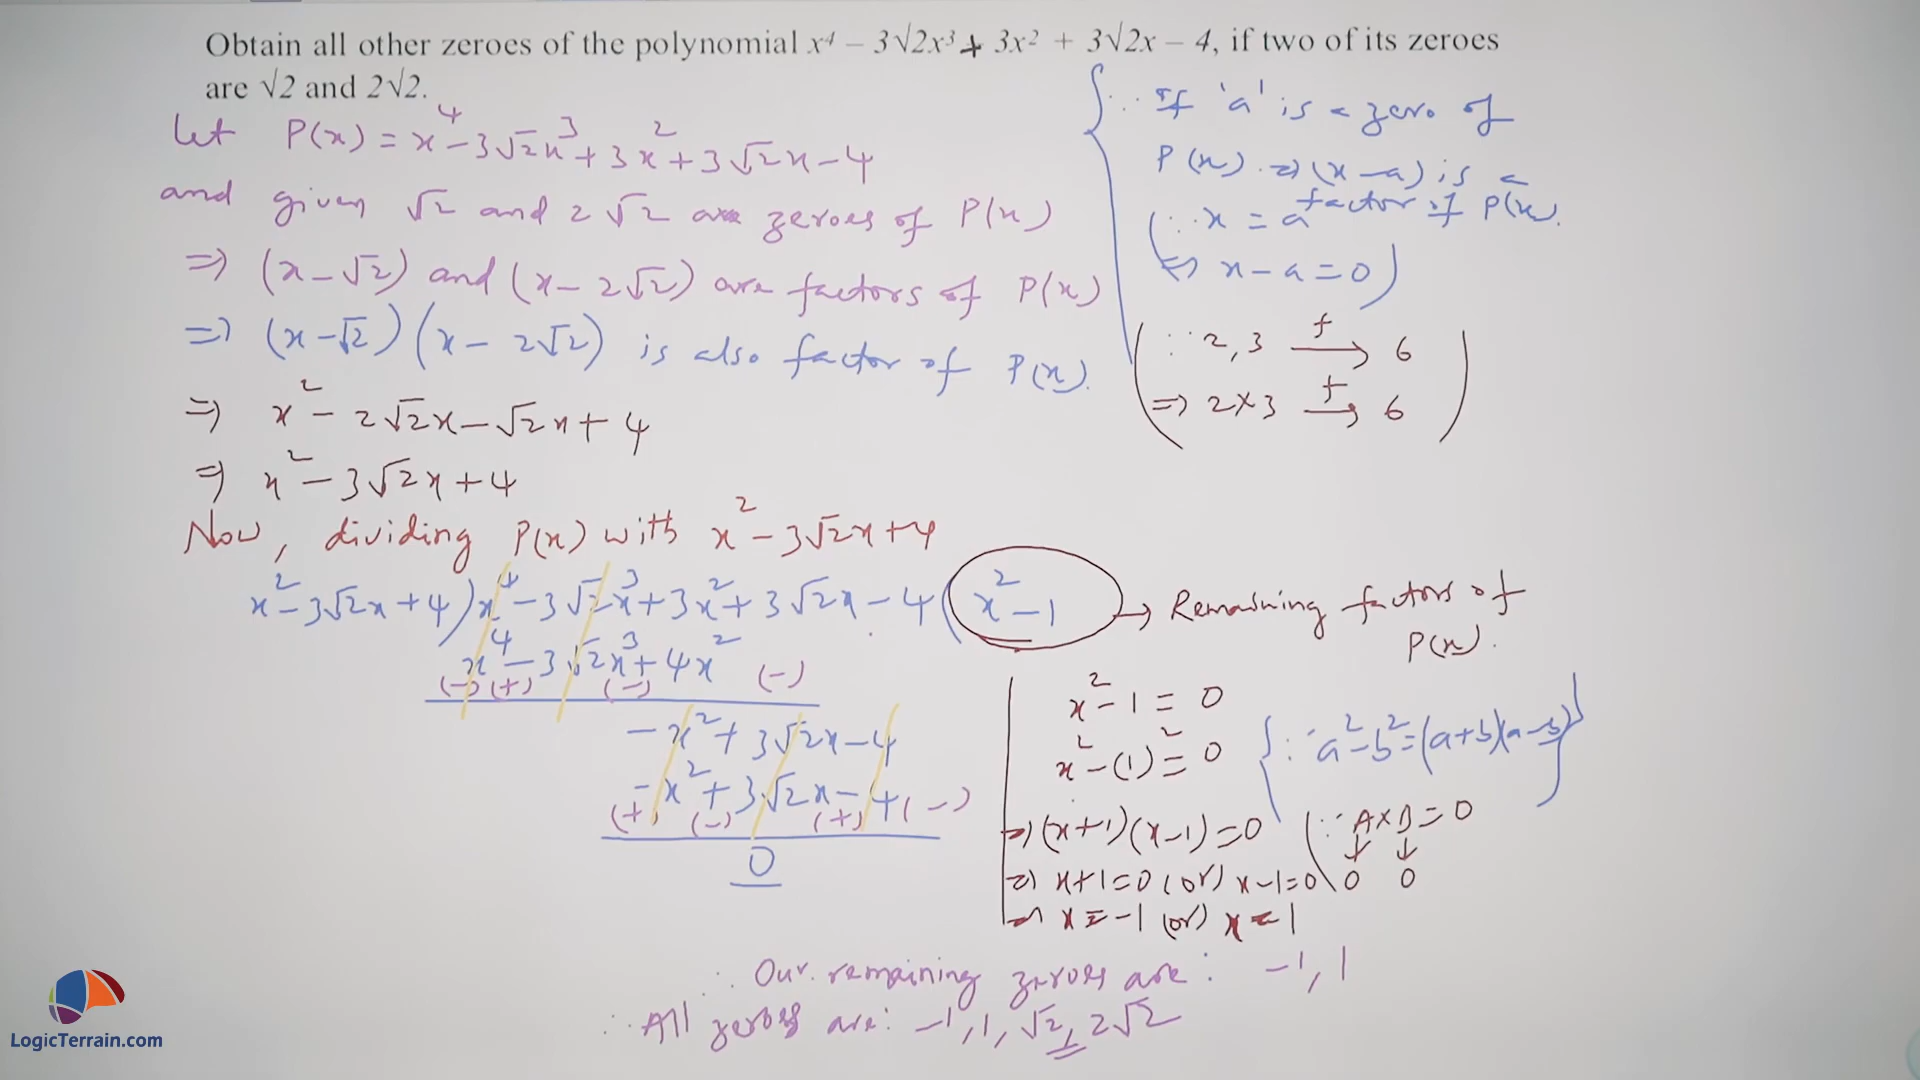 Obtain all other zeroes of the polynomial x⁴ – 3√2x³ + 3x² + 3√2x – 4, if two of its zeroes
are √2 and 2√2.
Let P(x) = x⁴ - 3√2x³ + 3x² + 3√2x - 4
and given √2 and 2√2 are zeroes of P(x)
⇒ (x - √2) and (x - 2√2) are factors of P(x)
⇒ (x - √2)(x - 2√2) is also factor of P(x).
⇒ x² - 2√2x - √2x + 4
⇒ x² - 3√2x + 4
{∵ If 'a' is a zero of
P(x) ⇒ (x - a) is a
factor of P(x).
(∵ x = a
⇒ x - a = 0)
(∵ 2, 3 —f→ 6
⇒ 2×3 —f→ 6)
Now, dividing P(x) with x² - 3√2x + 4
x² - 3√2x + 4 ) x⁴ - 3√2x³ + 3x² + 3√2x - 4 ( x² - 1 → Remaining factors of
P(x).
x⁴ - 3√2x³ + 4x²
(-) (+) (-) (-)
- x² + 3√2x - 4
- x² + 3√2x - 4
(+) (-) (+) (-)
0
x² - 1 = 0
x² - (1)² = 0 {∵ a² - b² = (a+b)(a-b)}
⇒ (x+1)(x-1) = 0 (∵ A×B = 0
↓ ↓
⇒ x+1 = 0 (or) x-1 = 0 0 0
⇒ x = -1 (or) x = 1
∴ Our remaining zeroes are: -1, 1
∴ All zeroes are: -1, 1, √2, 2√2
LogicTerrain.com